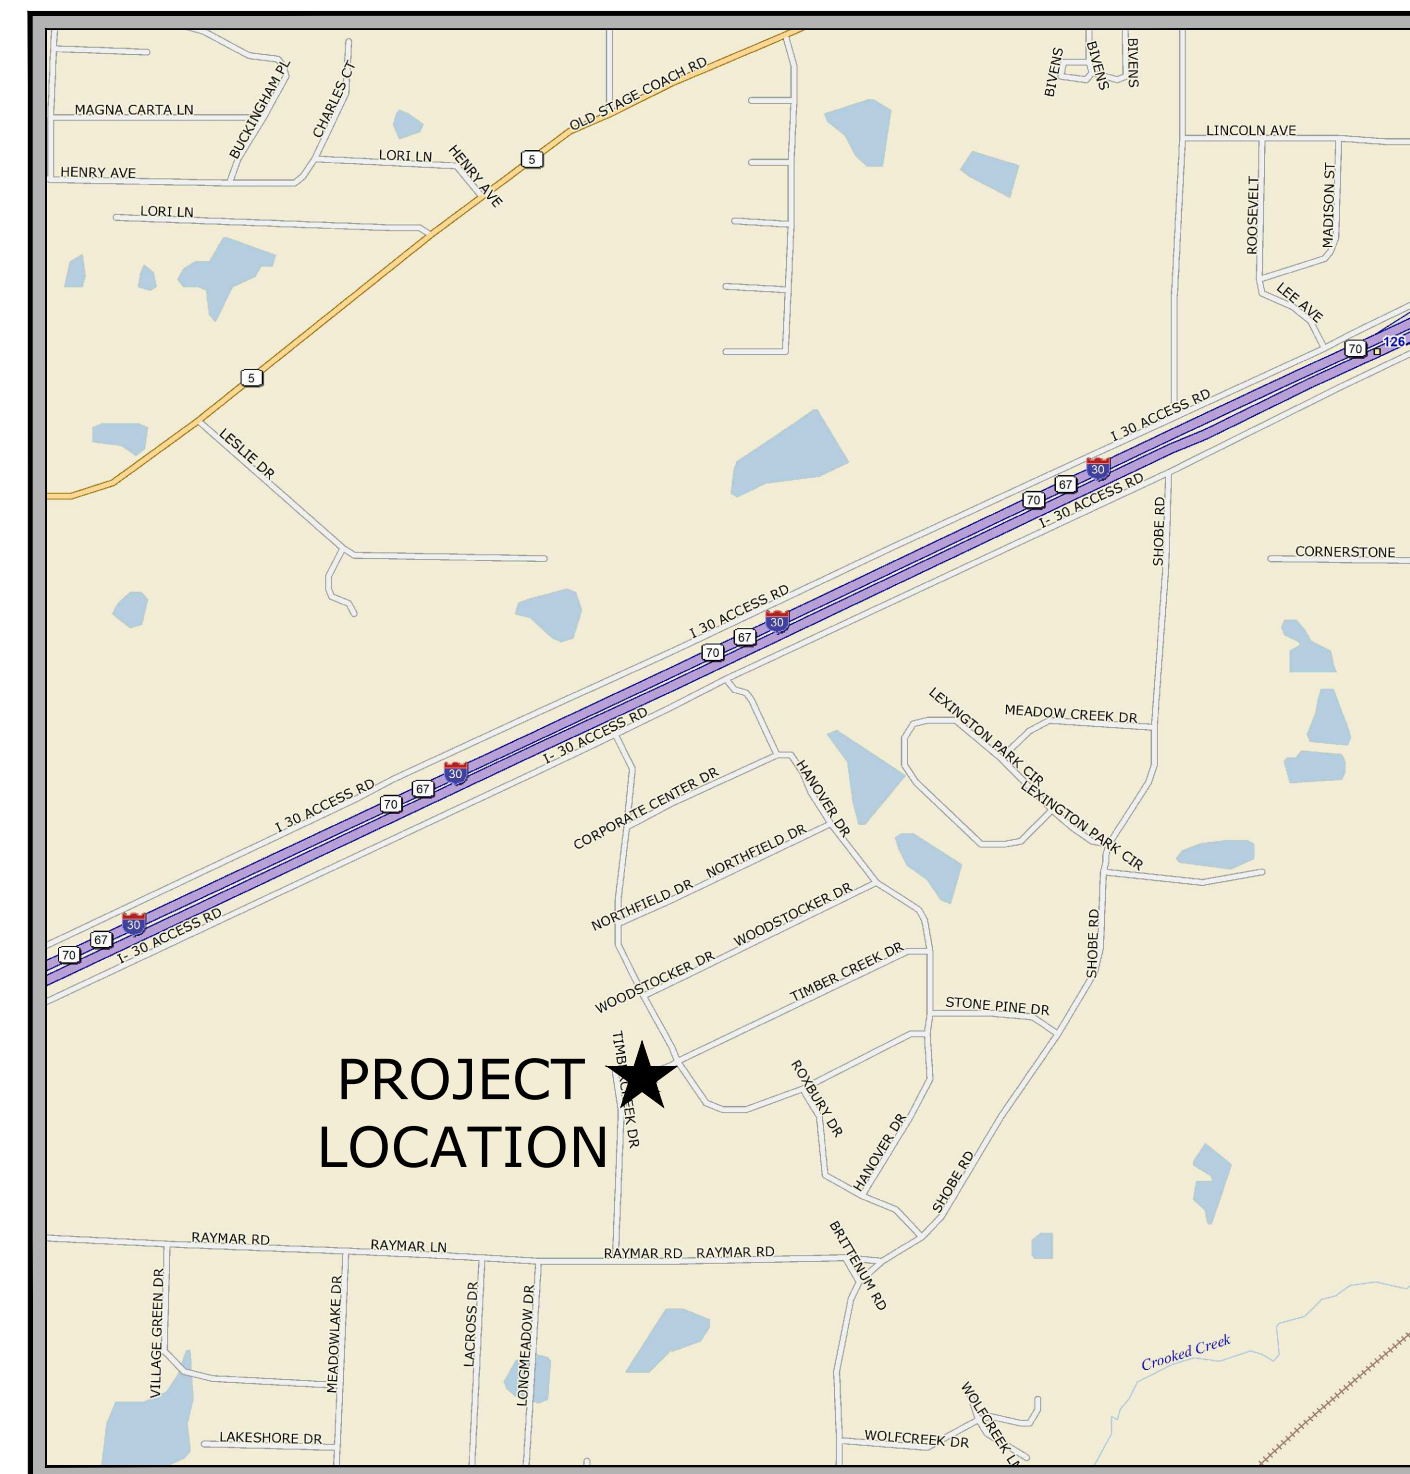 BUCKINGHAM PL
CHARLES CT
OLD STAGE COACH RD
BIVENS
BIVENS
BIVENS
MAGNA CARTA LN
LINCOLN AVE
LORI LN
HENRY AVE
5
HENRY AVE
LORI LN
ROOSEVELT
MADISON ST
LEE AVE
70
126
5
I 30 ACCESS RD
LESLIE DR
30
67
70
I- 30 ACCESS RD
SHOBE RD
CORNERSTONE
I 30 ACCESS RD
30
67
70
LEXINGTON PARK CIR
MEADOW CREEK DR
I- 30 ACCESS RD
30
67
70
I 30 ACCESS RD
CORPORATE CENTER DR
HANOVER DR
LEXINGTON PARK CIR
NORTHFIELD DR
NORTHFIELD DR
WOODSTOCKER DR
WOODSTOCKER DR
30
67
70
I- 30 ACCESS RD
SHOBE RD
TIMBER CREEK DR
STONE PINE DR
TIMBERCREEK DR
PROJECT
LOCATION
ROXBURY DR
HANOVER DR
SHOBE RD
RAYMAR RD
RAYMAR LN
RAYMAR RD
RAYMAR RD
BRITTENUM RD
VILLAGE GREEN DR
MEADOWLAKE DR
LACROSS DR
LONGMEADOW DR
Crooked Creek
LAKESHORE DR
WOLFCREEK DR
WOLFCREEK LN